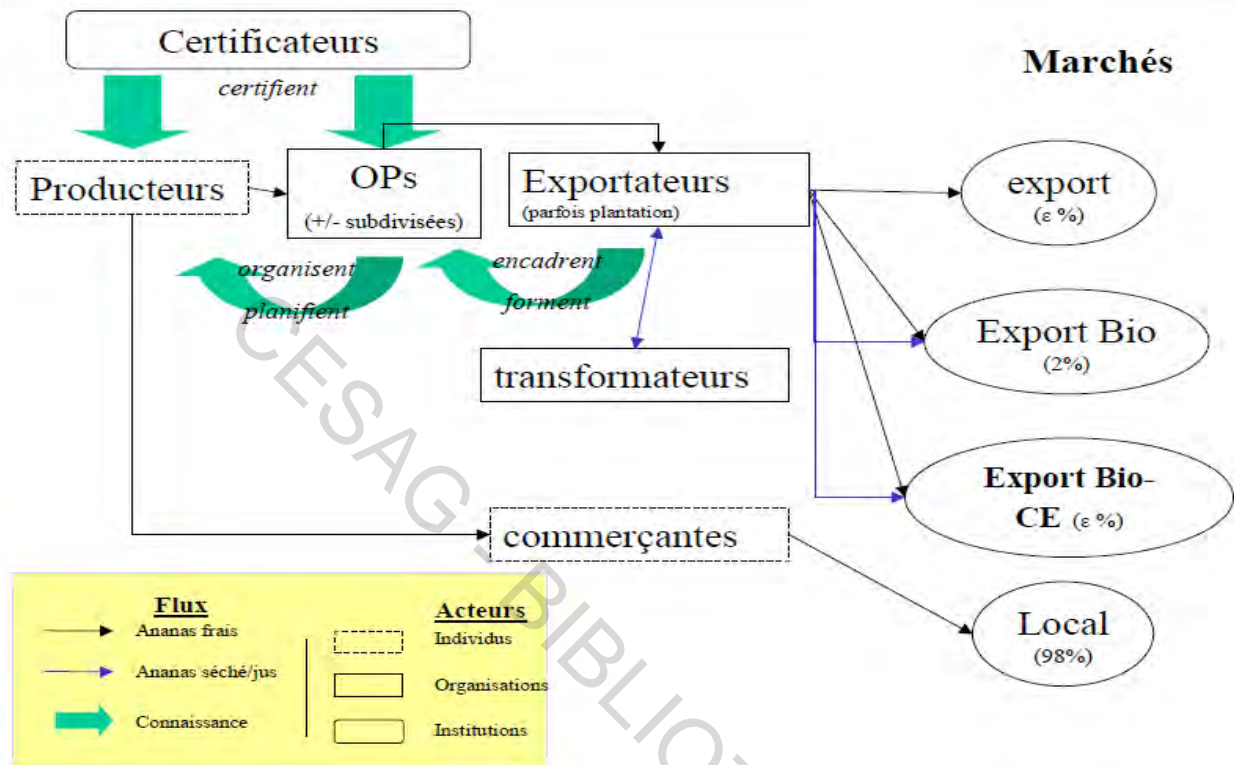 Certificateurs
Marchés
certifient
Producteurs
OPs
(+/- subdivisées)
Exportateurs
(parfois plantation)
export
(ε %)
organisent
planifient
encadrent
forment
Export Bio
(2%)
transformateurs
Export Bio-
CE (ε %)
commerçantes
Local
(98%)
Flux
Ananas frais
Ananas séché/jus
Connaissance
Acteurs
Individus
Organisations
Institutions
CESAG - BIBLIOT